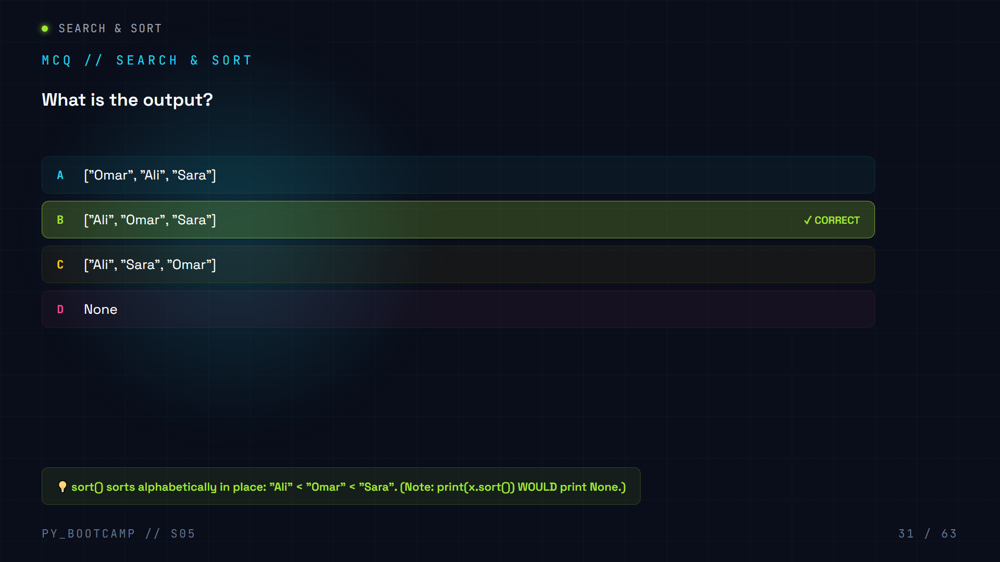 SEARCH & SORT
MCQ // SEARCH & SORT
What is the output?
A ["Omar", "Ali", "Sara"]
B ["Ali", "Omar", "Sara"] ✓ CORRECT
C ["Ali", "Sara", "Omar"]
D None
💡 sort() sorts alphabetically in place: "Ali" < "Omar" < "Sara". (Note: print(x.sort()) WOULD print None.)
PY_BOOTCAMP // S05
31 / 63